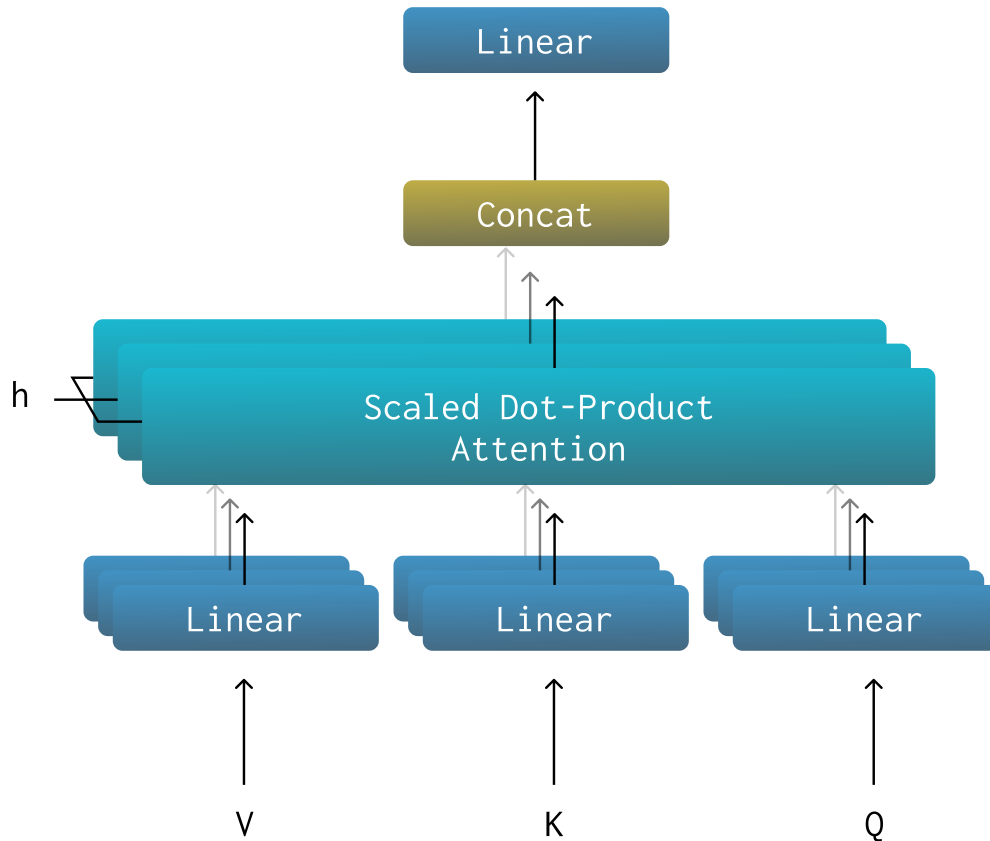 Linear
Concat
h
Scaled Dot-Product
Attention
Linear
Linear
Linear
V
K
Q